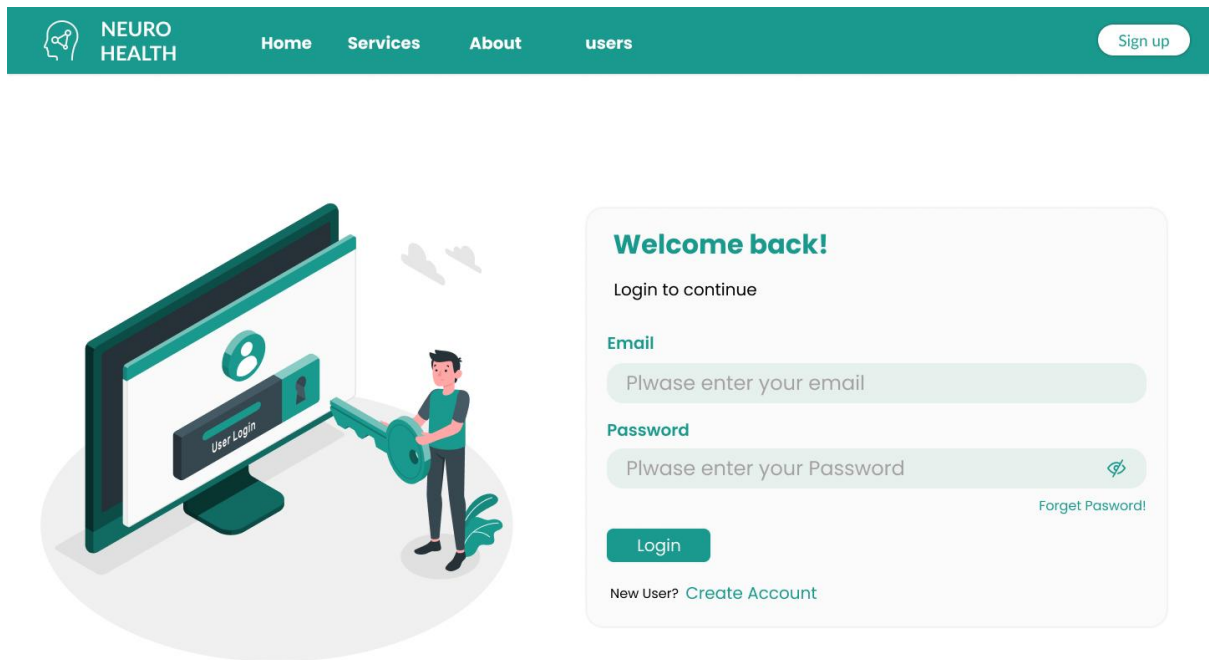 NEURO
HEALTH
Home Services About users
Sign up
User Login
Welcome back!
Login to continue
Email
Plwase enter your email
Password
Plwase enter your Password
Forget Pasword!
Login
New User? Create Account